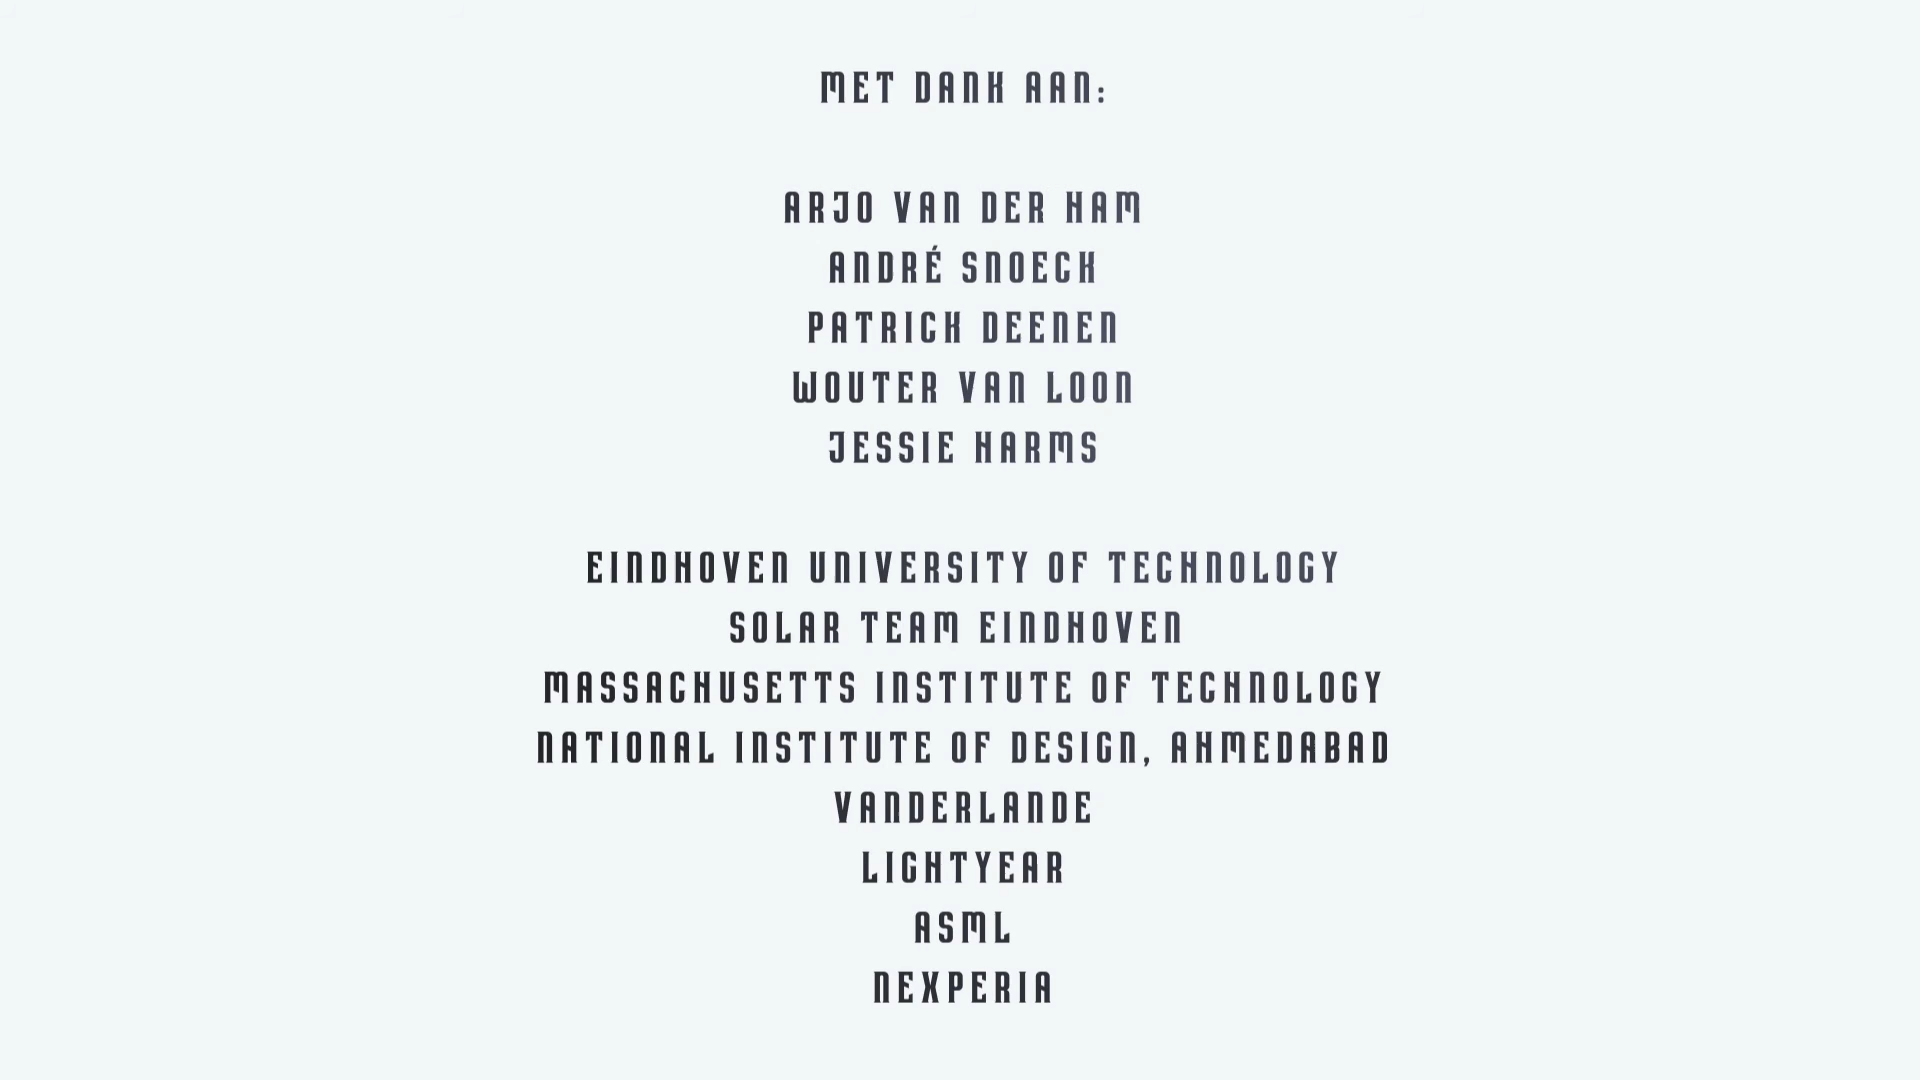 MET DANK AAN:
ARJO VAN DER HAM
ANDRÉ SNOECK
PATRICK DEENEN
WOUTER VAN LOON
JESSIE HARMS
EINDHOVEN UNIVERSITY OF TECHNOLOGY
SOLAR TEAM EINDHOVEN
MASSACHUSETTS INSTITUTE OF TECHNOLOGY
NATIONAL INSTITUTE OF DESIGN, AHMEDABAD
VANDERLANDE
LIGHTYEAR
ASML
NEXPERIA